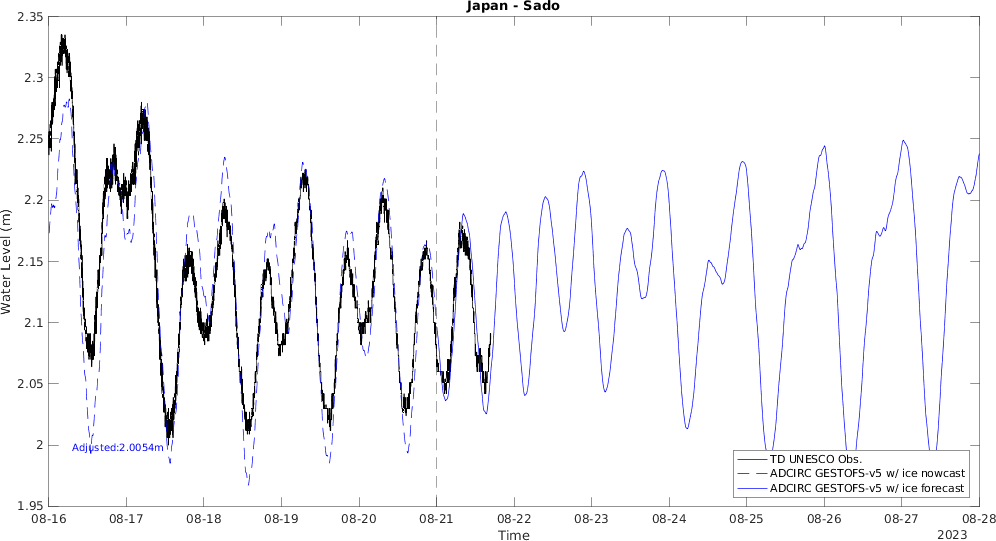 Japan - Sado
2.35
2.3
2.25
2.2
2.15
2.1
2.05
2
1.95
Water Level (m)
Adjusted:2.0054m
TD UNESCO Obs.
ADCIRC GESTOFS-v5 w/ ice nowcast
ADCIRC GESTOFS-v5 w/ ice forecast
08-16 08-17 08-18 08-19 08-20 08-21 08-22 08-23 08-24 08-25 08-26 08-27 08-28
Time
2023